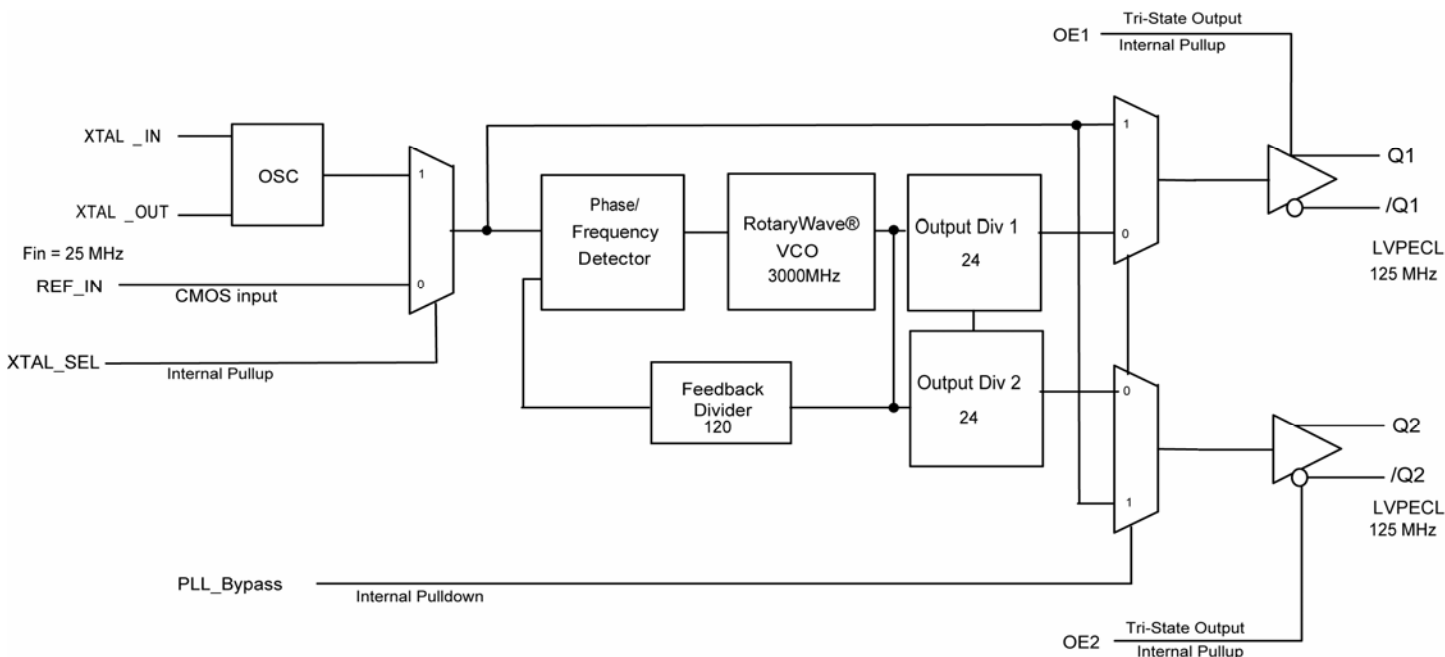 Tri-State Output
OE1
Internal Pullup
XTAL _IN
OSC
XTAL _OUT
Fin = 25 MHz
REF_IN
CMOS input
1
0
XTAL_SEL
Internal Pullup
Phase/
Frequency
Detector
RotaryWave®
VCO
3000MHz
Output Div 1
24
Feedback
Divider
120
Output Div 2
24
1
0
Q1
/Q1
LVPECL
125 MHz
0
1
Q2
/Q2
LVPECL
125 MHz
PLL_Bypass
Internal Pulldown
OE2
Tri-State Output
Internal Pullup